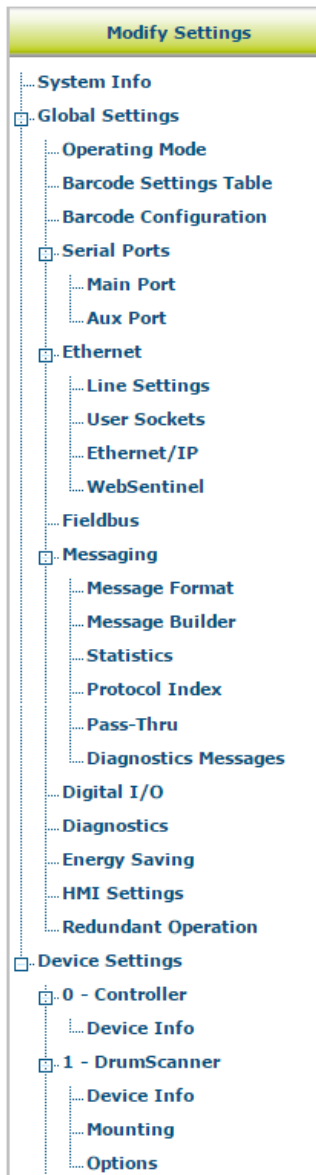 Modify Settings
System Info
Global Settings
Operating Mode
Barcode Settings Table
Barcode Configuration
Serial Ports
Main Port
Aux Port
Ethernet
Line Settings
User Sockets
Ethernet/IP
WebSentinel
Fieldbus
Messaging
Message Format
Message Builder
Statistics
Protocol Index
Pass-Thru
Diagnostics Messages
Digital I/O
Diagnostics
Energy Saving
HMI Settings
Redundant Operation
Device Settings
0 - Controller
Device Info
1 - DrumScanner
Device Info
Mounting
Options